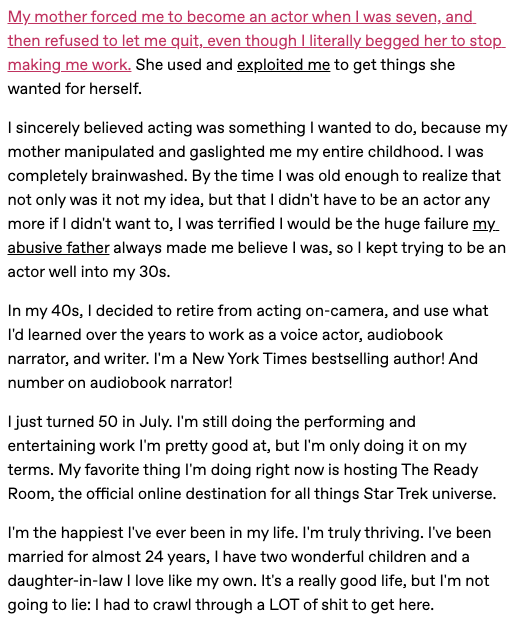 My mother forced me to become an actor when I was seven, and
then refused to let me quit, even though I literally begged her to stop
making me work. She used and exploited me to get things she
wanted for herself.
I sincerely believed acting was something I wanted to do, because my
mother manipulated and gaslighted me my entire childhood. I was
completely brainwashed. By the time I was old enough to realize that
not only was it not my idea, but that I didn't have to be an actor any
more if I didn't want to, I was terrified I would be the huge failure my
abusive father always made me believe I was, so I kept trying to be an
actor well into my 30s.
In my 40s, I decided to retire from acting on-camera, and use what
I'd learned over the years to work as a voice actor, audiobook
narrator, and writer. I'm a New York Times bestselling author! And
number on audiobook narrator!
I just turned 50 in July. I'm still doing the performing and
entertaining work I'm pretty good at, but I'm only doing it on my
terms. My favorite thing I'm doing right now is hosting The Ready
Room, the official online destination for all things Star Trek universe.
I'm the happiest I've ever been in my life. I'm truly thriving. I've been
married for almost 24 years, I have two wonderful children and a
daughter-in-law I love like my own. It's a really good life, but I'm not
going to lie: I had to crawl through a LOT of shit to get here.